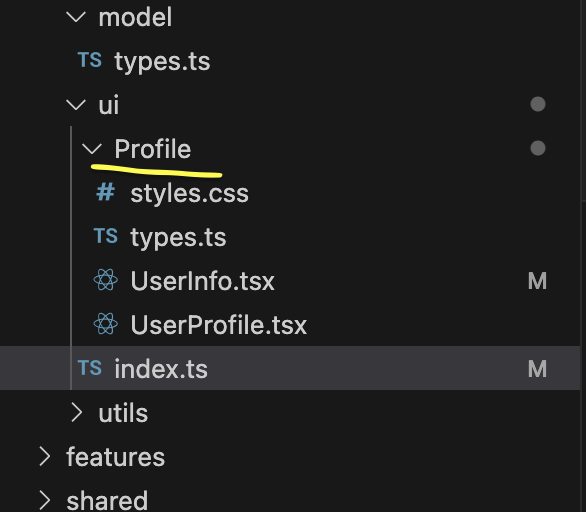 model
TS types.ts
ui
Profile
# styles.css
TS types.ts
UserInfo.tsx M
UserProfile.tsx
TS index.ts M
utils
features
shared